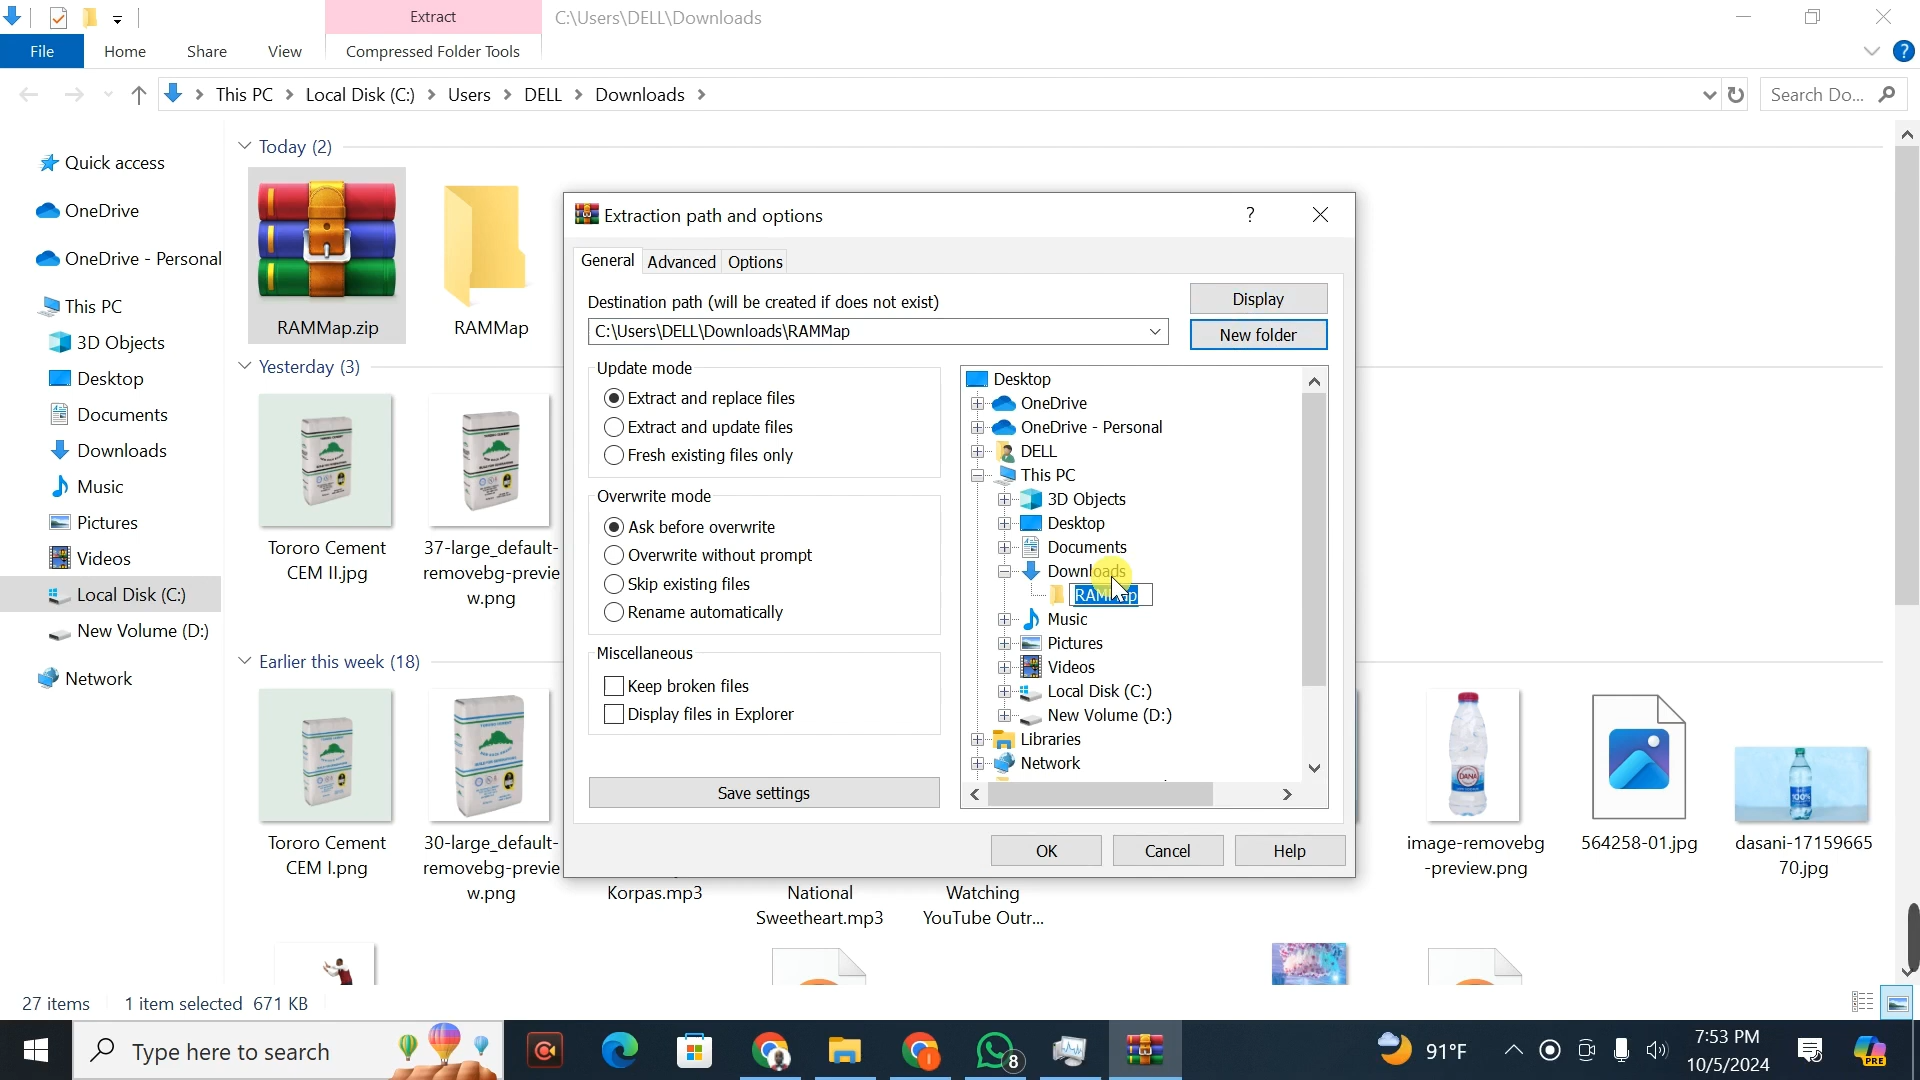 Extract
C:\Users\DELL\Downloads
File
Home
Share
View
Compressed Folder Tools
This PC
Local Disk (C:)
Users
DELL
Downloads
Search Do...
Quick access
OneDrive
OneDrive - Personal
This PC
3D Objects
Desktop
Documents
Downloads
Music
Pictures
Videos
Local Disk (C:)
New Volume (D:)
Network
Today (2)
RAMMap.zip
RAMMap
Yesterday (3)
Tororo Cement
CEM II.jpg
37-large_default-
removebg-previe
w.png
Earlier this week (18)
Tororo Cement
CEM I.png
30-large_default-
removebg-previe
w.png
Korpas.mp3
National
Sweetheart.mp3
Watching
YouTube Outr...
image-removebg
-preview.png
564258-01.jpg
dasani-17159665
70.jpg
Extraction path and options
?
General
Advanced
Options
Destination path (will be created if does not exist)
C:\Users\DELL\Downloads\RAMMap
Display
New folder
Update mode
Extract and replace files
Extract and update files
Fresh existing files only
Overwrite mode
Ask before overwrite
Overwrite without prompt
Skip existing files
Rename automatically
Miscellaneous
Keep broken files
Display files in Explorer
Save settings
Desktop
OneDrive
OneDrive - Personal
DELL
This PC
3D Objects
Desktop
Documents
Downloads
RAMMap
Music
Pictures
Videos
Local Disk (C:)
New Volume (D:)
Libraries
Network
OK
Cancel
Help
27 items
1 item selected 671 KB
Type here to search
8
91°F
7:53 PM
10/5/2024
PRE